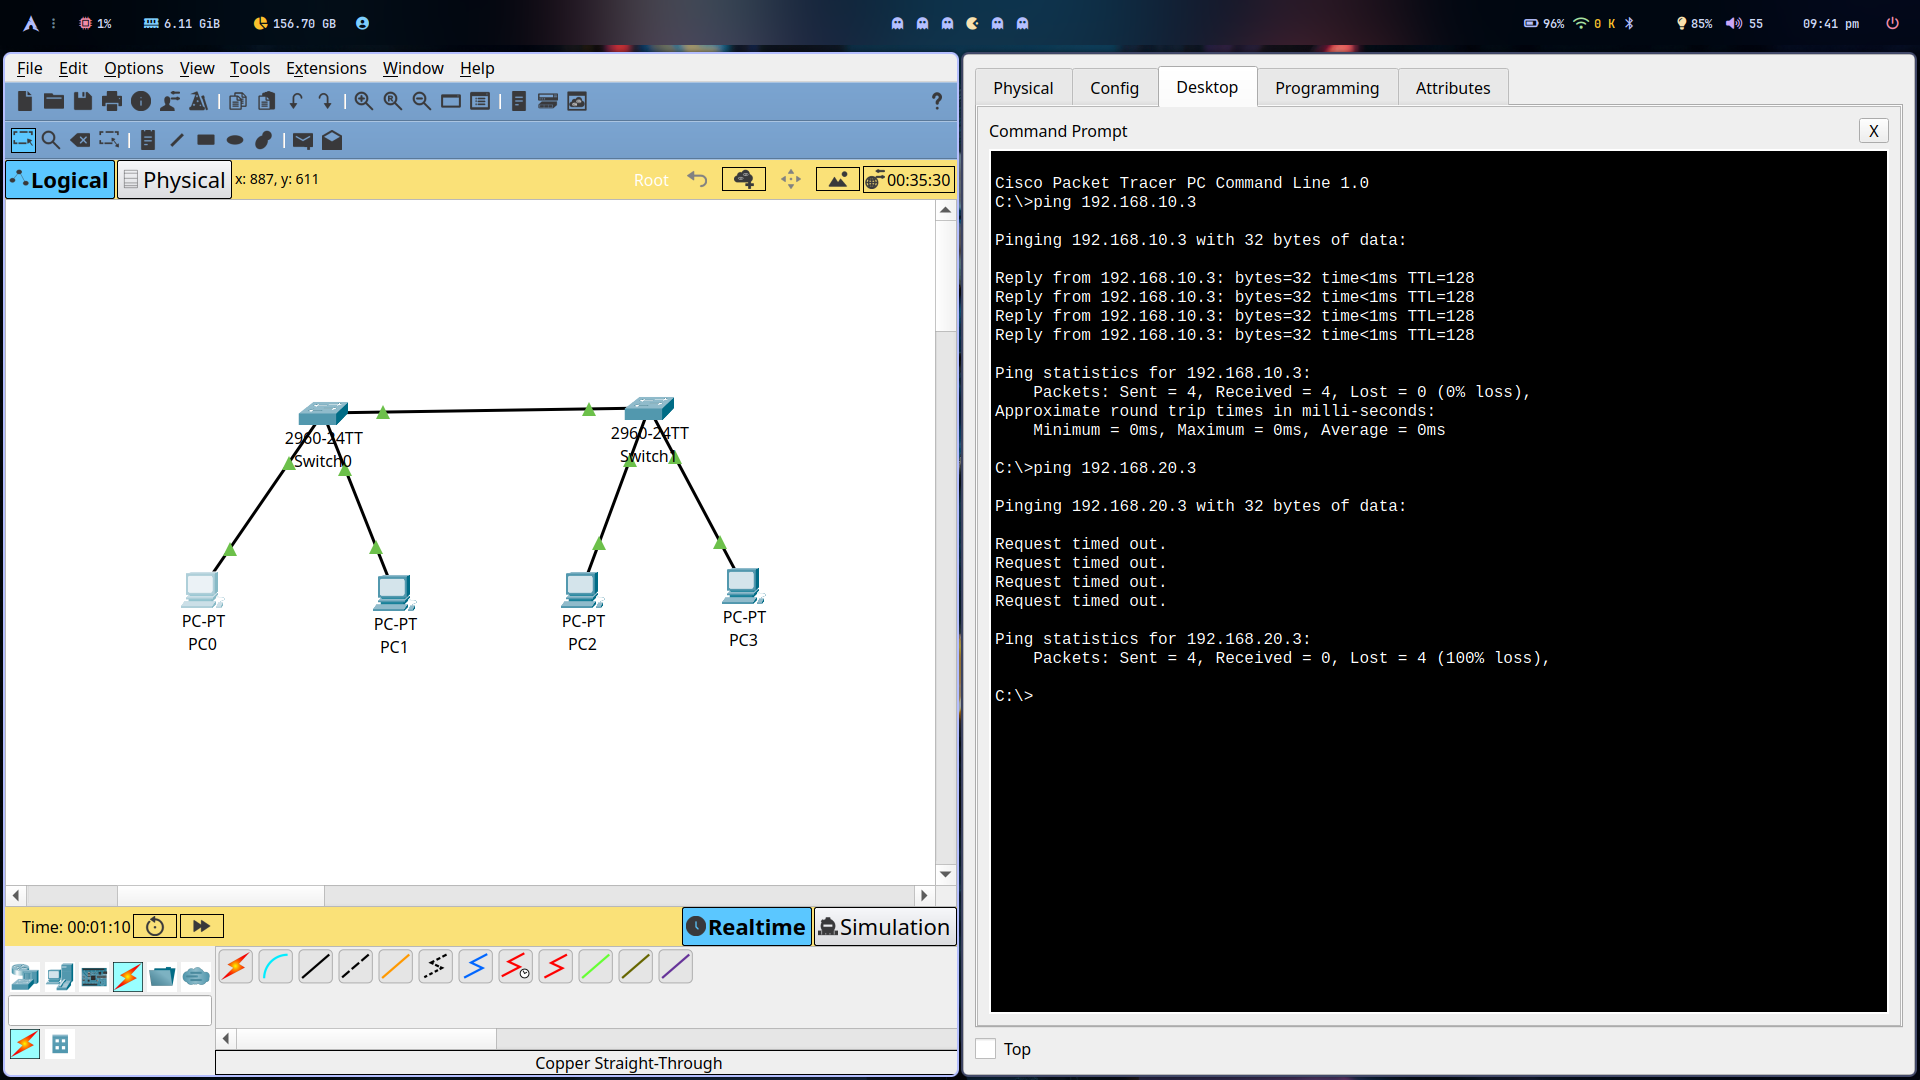 1%
6.11 GiB
156.70 GB
96%
0 K
85%
55
09:41 pm
File Edit Options View Tools Extensions Window Help
?
Logical
Physical
x: 887, y: 611
Root
00:35:30
2960-24TT
Switch0
2960-24TT
Switch1
PC-PT
PC0
PC-PT
PC1
PC-PT
PC2
PC-PT
PC3
Time: 00:01:10
Realtime
Simulation
Copper Straight-Through
Physical Config Desktop Programming Attributes
Command Prompt
X
Cisco Packet Tracer PC Command Line 1.0
C:\>ping 192.168.10.3
Pinging 192.168.10.3 with 32 bytes of data:
Reply from 192.168.10.3: bytes=32 time<1ms TTL=128
Reply from 192.168.10.3: bytes=32 time<1ms TTL=128
Reply from 192.168.10.3: bytes=32 time<1ms TTL=128
Reply from 192.168.10.3: bytes=32 time<1ms TTL=128
Ping statistics for 192.168.10.3:
Packets: Sent = 4, Received = 4, Lost = 0 (0% loss),
Approximate round trip times in milli-seconds:
Minimum = 0ms, Maximum = 0ms, Average = 0ms
C:\>ping 192.168.20.3
Pinging 192.168.20.3 with 32 bytes of data:
Request timed out.
Request timed out.
Request timed out.
Request timed out.
Ping statistics for 192.168.20.3:
Packets: Sent = 4, Received = 0, Lost = 4 (100% loss),
C:\>
Top